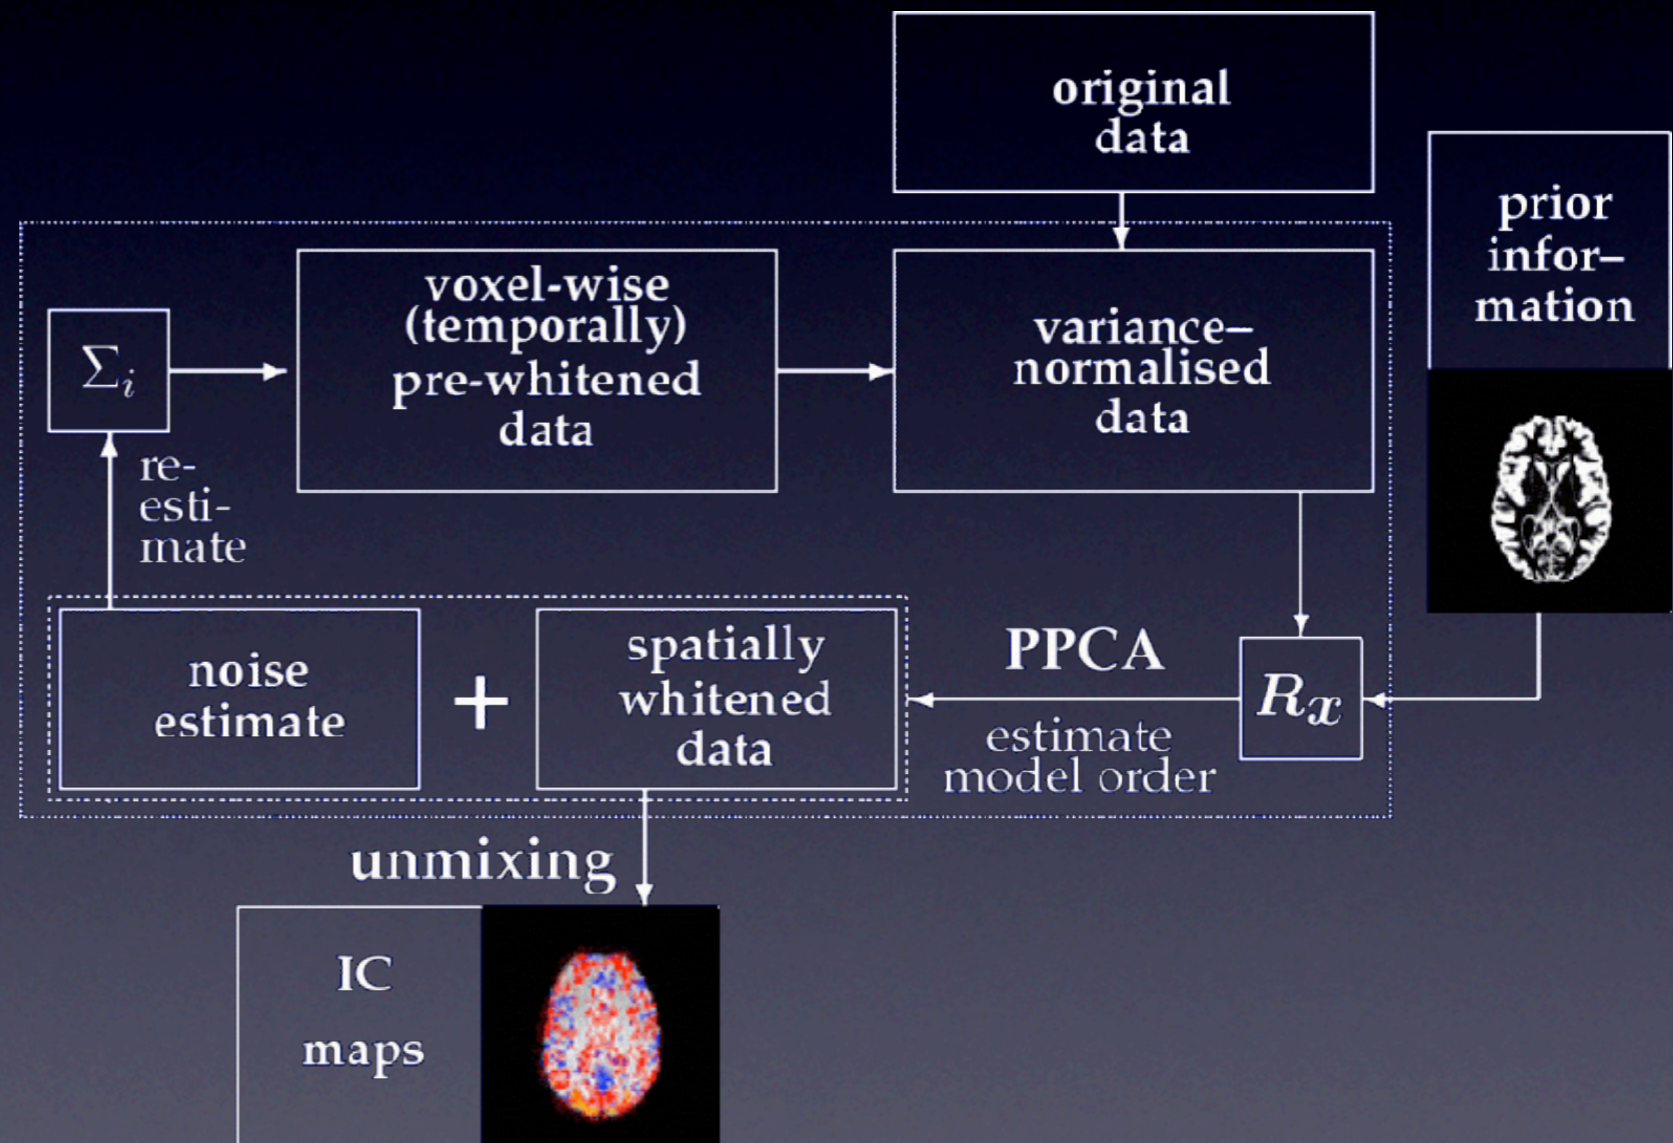 original
data
prior
infor–
mation
voxel-wise
(temporally)
pre-whitened
data
variance–
normalised
data
Σi
re-
esti-
mate
noise
estimate
+
spatially
whitened
data
PPCA
estimate
model order
Rx
unmixing
IC
maps